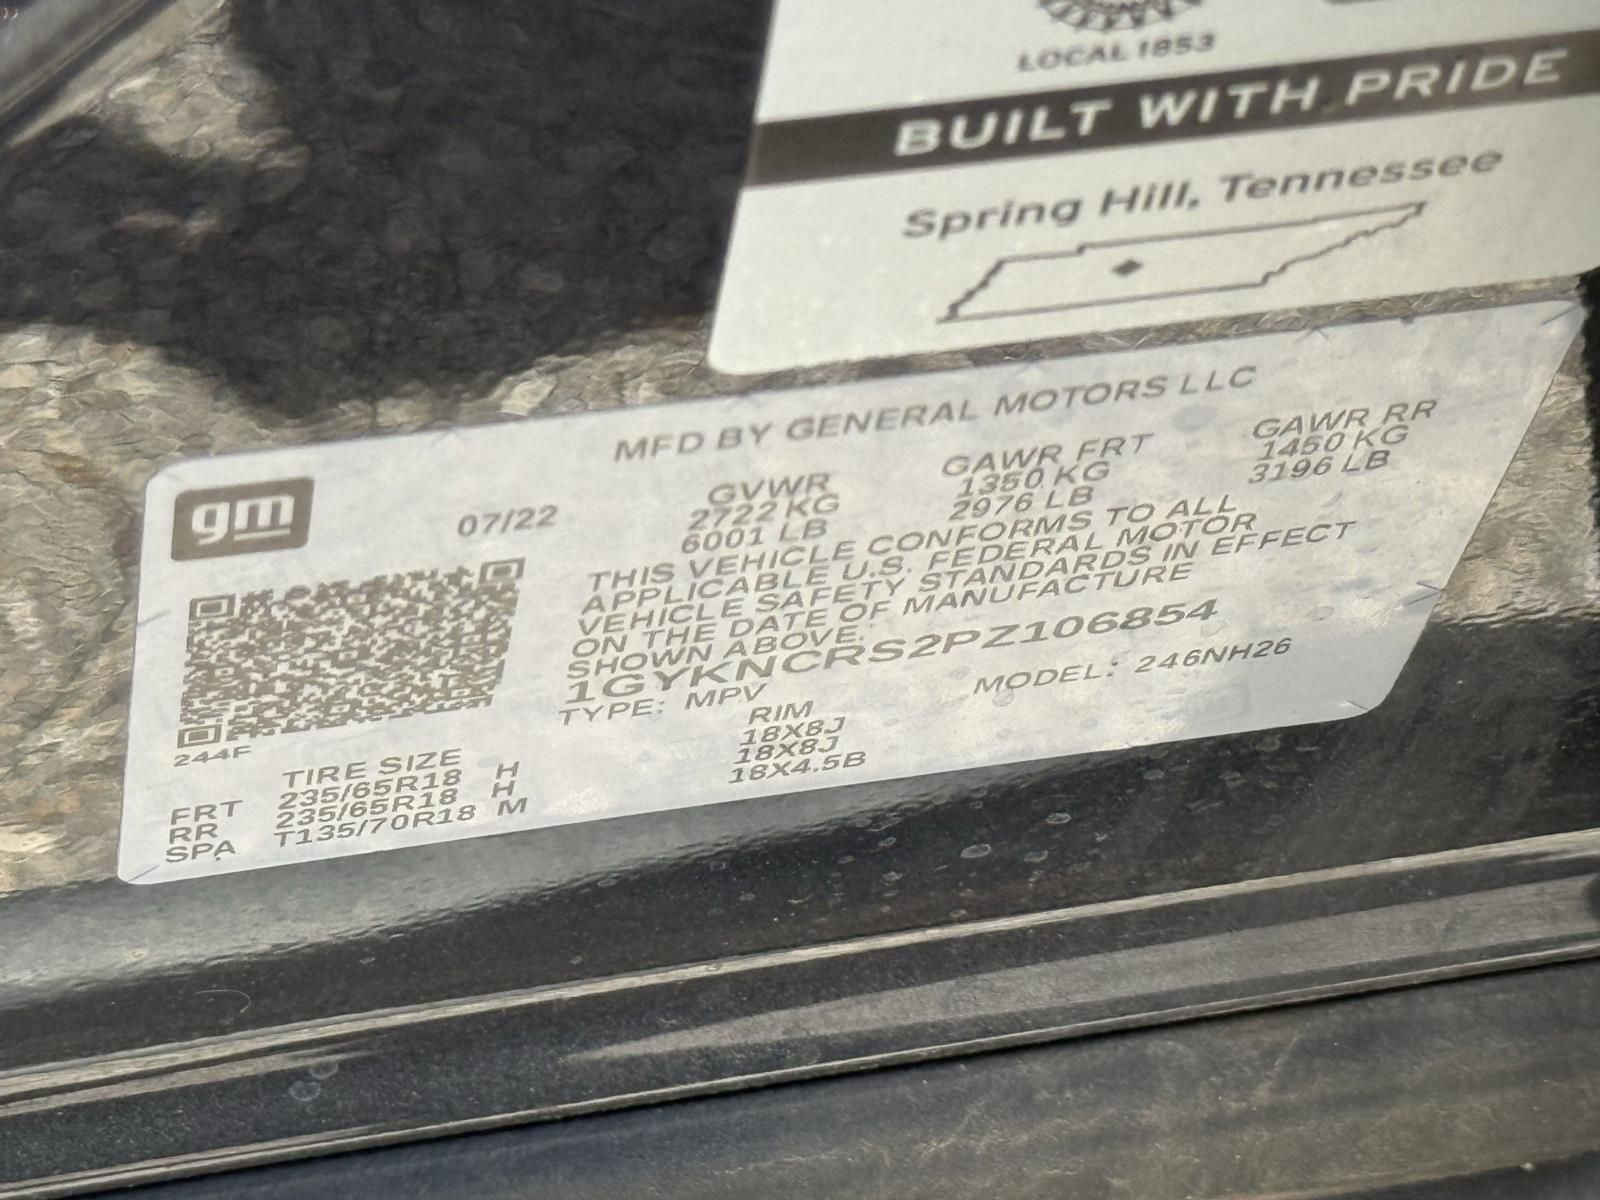 LOCAL 1853
BUILT WITH PRIDE
Spring Hill, Tennessee
MFD BY GENERAL MOTORS LLC
gm
07/22
GVWR
2722 KG
6001 LB
GAWR FRT
1350 KG
2976 LB
GAWR RR
1450 KG
3196 LB
THIS VEHICLE CONFORMS TO ALL
APPLICABLE U.S. FEDERAL MOTOR
VEHICLE SAFETY STANDARDS IN EFFECT
ON THE DATE OF MANUFACTURE
SHOWN ABOVE.
1GYKNCRS2PZ106854
TYPE: MPV
MODEL: 246NH26
244F
TIRE SIZE RIM
FRT 235/65R18 H 18X8J
RR 235/65R18 H 18X8J
SPA T135/70R18 M 18X4.5B